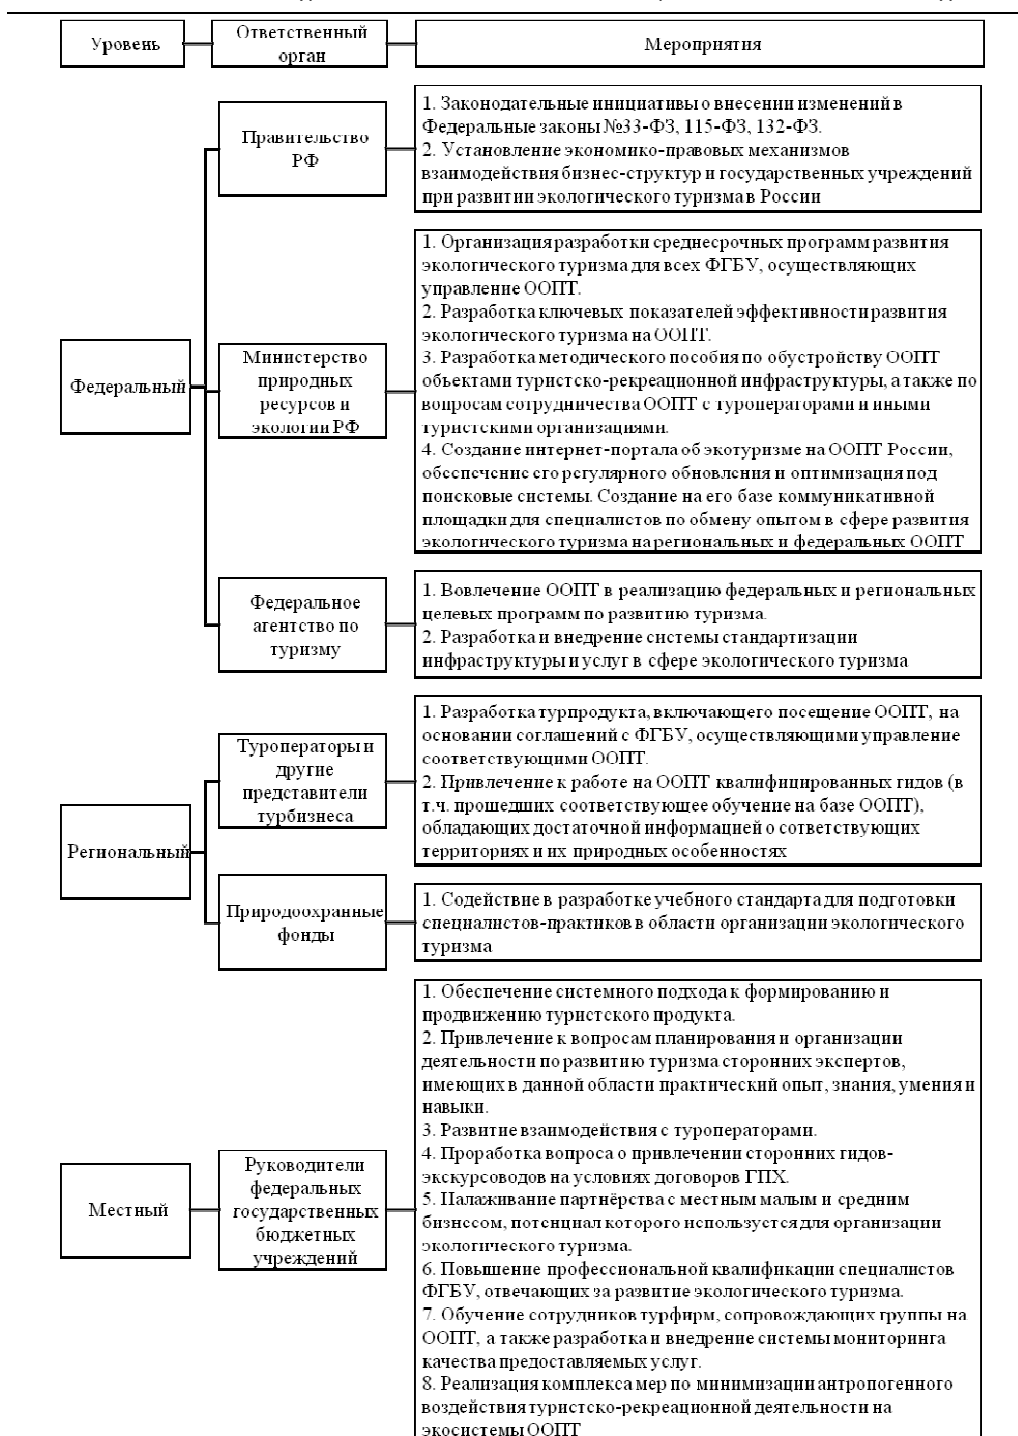 Уровень
Ответственный
орган
Мероприятия
Федеральный
Правительство
РФ
1. Законодательные инициативы о внесении изменений в
Федеральные законы №33-ФЗ, 115-ФЗ, 132-ФЗ.
2. Установление экономико-правовых механизмов
взаимодействия бизнес-структур и государственных учреждений
при развитии экологического туризма в России
Министерство
природных
ресурсов и
экологии РФ
1. Организация разработки среднесрочных программ развития
экологического туризма для всех ФГБУ, осуществляющих
управление ООПТ.
2. Разработка ключевых показателей эффективности развития
экологического туризма на ООПТ.
3. Разработка методического пособия по обустройству ООПТ
объектами туристско-рекреационной инфраструктуры, а также по
вопросам сотрудничества ООПТ с туроператорами и иными
туристскими организациями.
4. Создание интернет-портала об экотуризме на ООПТ России,
обеспечение его регулярного обновления и оптимизация под
поисковые системы. Создание на его базе коммуникативной
площадки для специалистов по обмену опытом в сфере развития
экологического туризма на региональных и федеральных ООПТ
Федеральное
агентство по
туризму
1. Вовлечение ООПТ в реализацию федеральных и региональных
целевых программ по развитию туризма.
2. Разработка и внедрение системы стандартизации
инфраструктуры и услуг в сфере экологического туризма
Региональный
Туроператоры и
другие
представители
турбизнеса
1. Разработка турпродукта, включающего посещение ООПТ, на
основании соглашений с ФГБУ, осуществляющими управление
соответствующими ООПТ.
2. Привлечение к работе на ООПТ квалифицированных гидов (в
т.ч. прошедших соответствующее обучение на базе ООПТ),
обладающих достаточной информацией о сответствующих
территориях и их природных особенностях
Природоохранные
фонды
1. Содействие в разработке учебного стандарта для подготовки
специалистов-практиков в области организации экологического
туризма
Местный
Руководители
федеральных
государственных
бюджетных
учреждений
1. Обеспечение системного подхода к формированию и
продвижению туристского продукта.
2. Привлечение к вопросам планирования и организации
деятельности по развитию туризма сторонних экспертов,
имеющих в данной области практический опыт, знания, умения и
навыки.
3. Развитие взаимодействия с туроператорами.
4. Проработка вопроса о привлечении сторонних гидов-
экскурсоводов на условиях договоров ГПХ.
5. Налаживание партнёрства с местным малым и средним
бизнесом, потенциал которого используется для организации
экологического туризма.
6. Повышение профессиональной квалификации специалистов
ФГБУ, отвечающих за развитие экологического туризма.
7. Обучение сотрудников турфирм, сопровождающих группы на
ООПТ, а также разработка и внедрение системы мониторинга
качества предоставляемых услуг.
8. Реализация комплекса мер по минимизации антропогенного
воздействия туристско-рекреационной деятельности на
экосистемы ООПТ